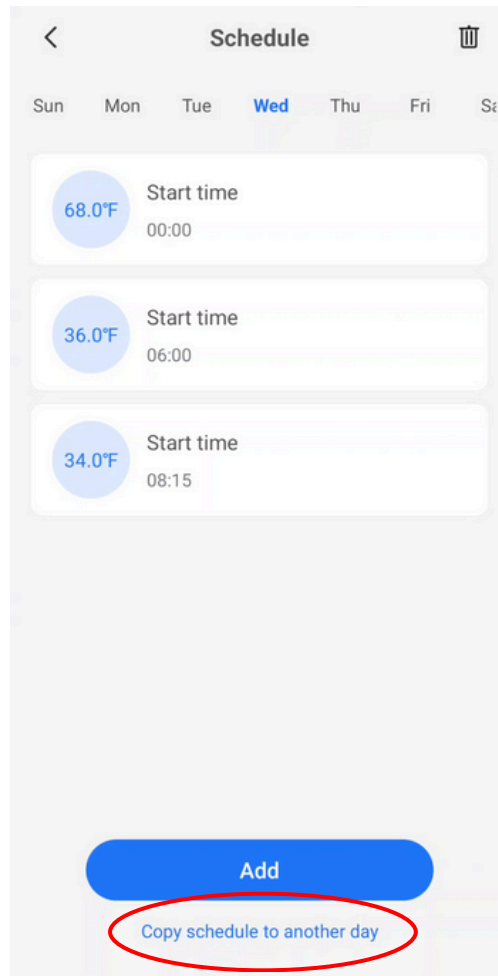 Schedule
Sun Mon Tue Wed Thu Fri Sa
68.0°F
Start time
00:00
36.0°F
Start time
06:00
34.0°F
Start time
08:15
Add
Copy schedule to another day